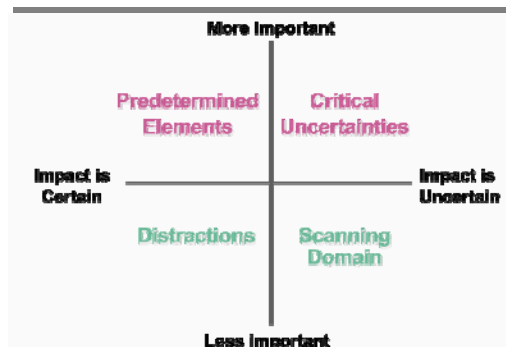 More Important
Predetermined
Elements
Critical
Uncertainties
Impact is
Certain
Impact is
Uncertain
Distractions
Scanning
Domain
Less Important